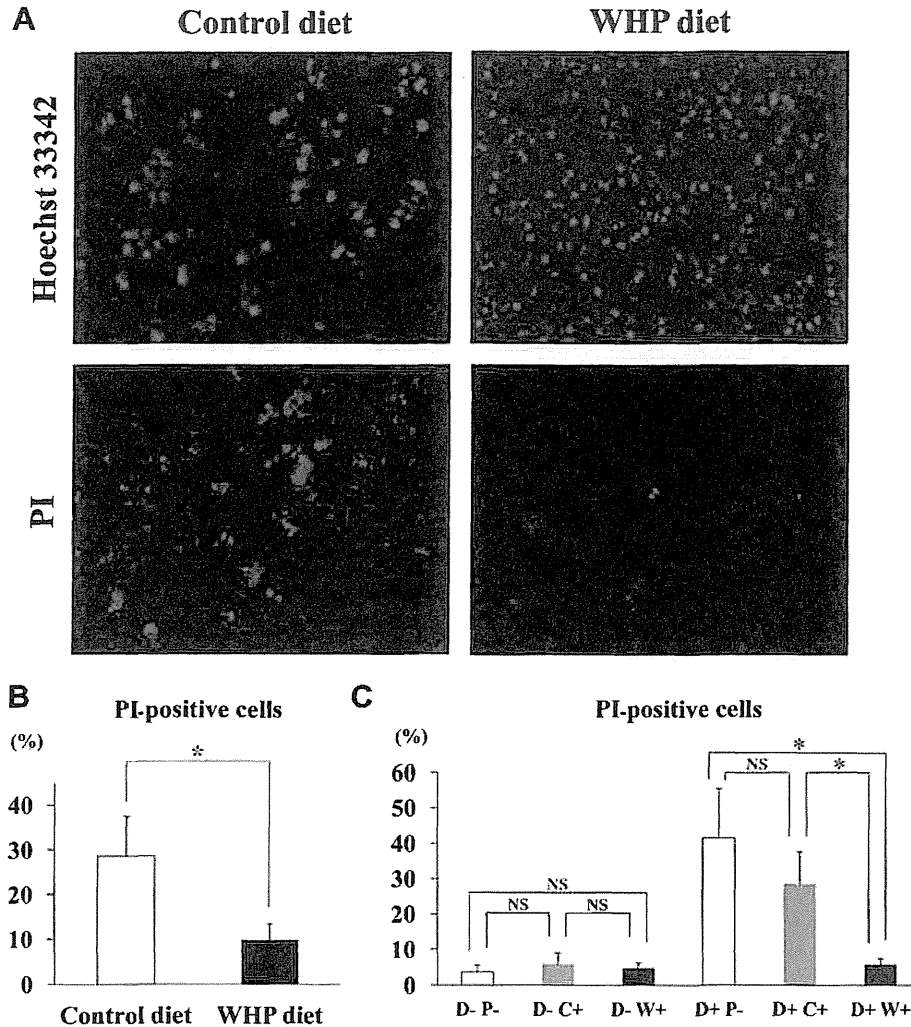 A
Control diet
WHP diet
Hoechst 33342
PI
B
PI-positive cells
(%)
*
40
30
20
10
0
Control diet
WHP diet
C
PI-positive cells
(%)
*
NS
*
NS
NS
NS
60
50
40
30
20
10
0
D- P-
D- C+
D- W+
D+ P-
D+ C+
D+ W+